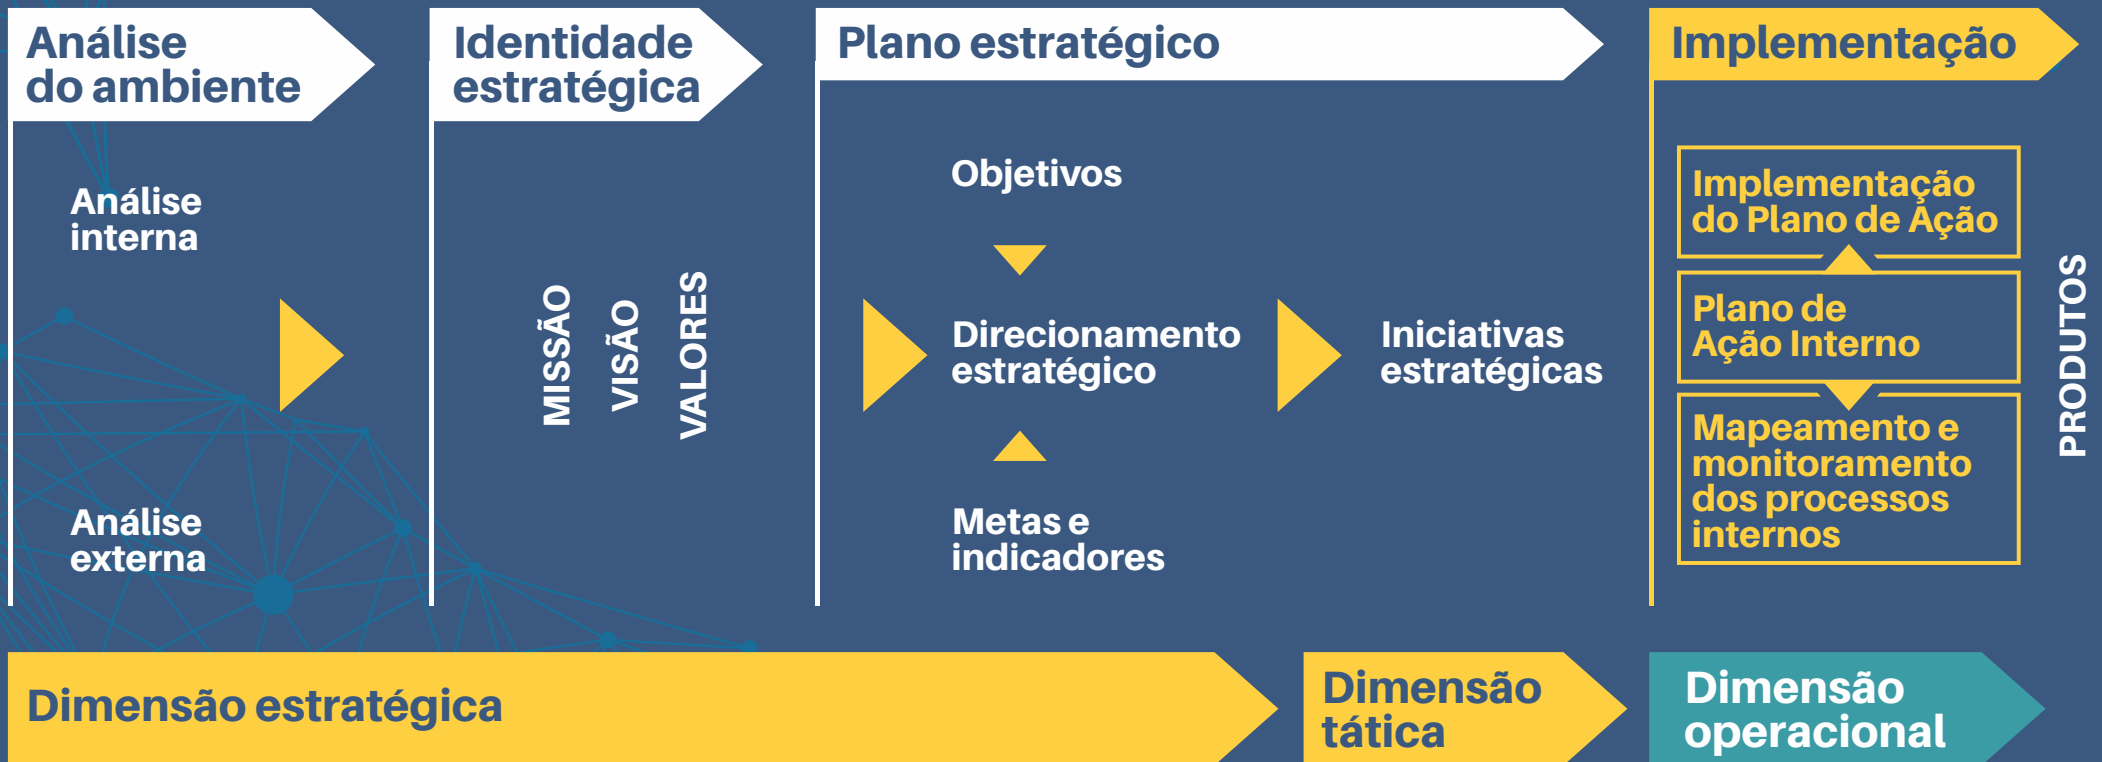 Análise
do ambiente
Análise
interna
Análise
externa
Identidade
estratégica
MISSÃO
VISÃO
VALORES
Plano estratégico
Objetivos
Direcionamento
estratégico
Metas e
indicadores
Iniciativas
estratégicas
Implementação
Implementação
do Plano de Ação
Plano de
Ação Interno
Mapeamento e
monitoramento
dos processos
internos
PRODUTOS
Dimensão estratégica
Dimensão
tática
Dimensão
operacional